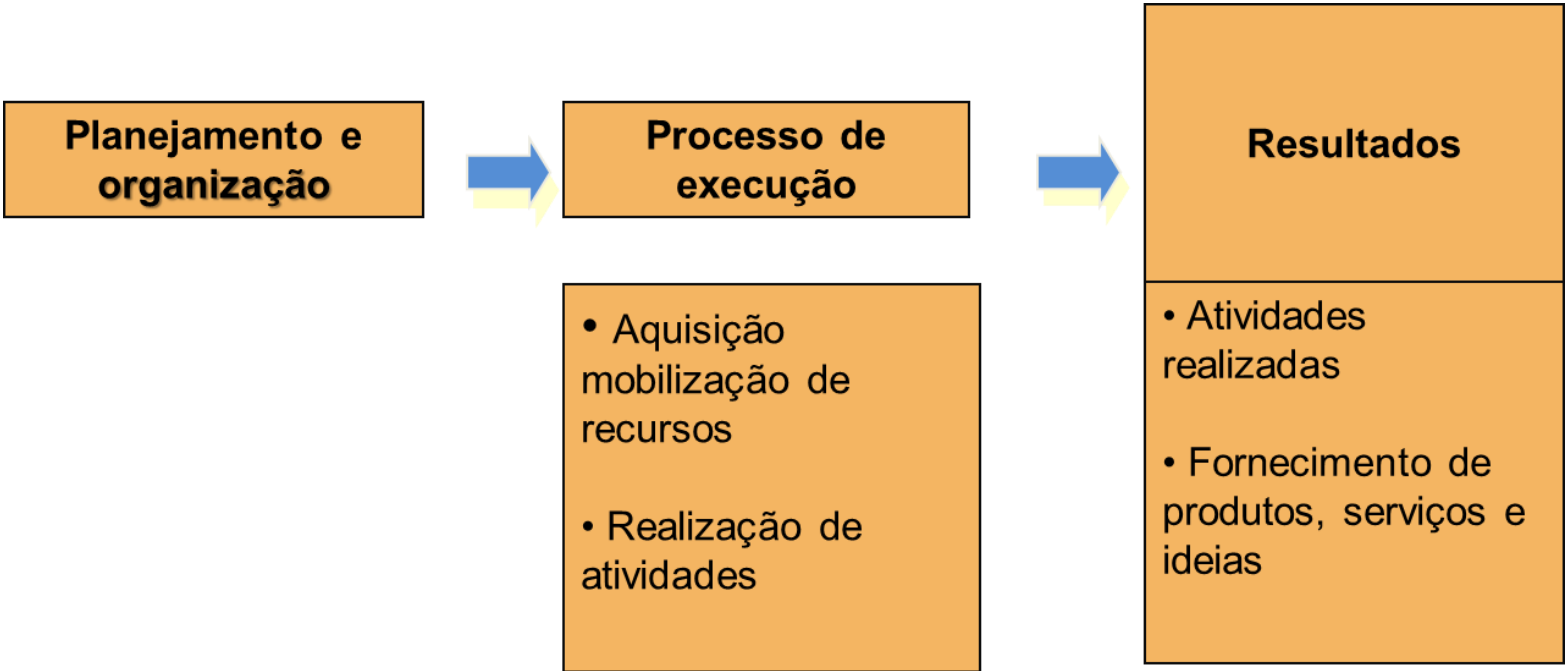 Planejamento e
organização
Processo de
execução
Resultados
• Aquisição
mobilização de
recursos
• Realização de
atividades
• Atividades
realizadas
• Fornecimento de
produtos, serviços e
ideias